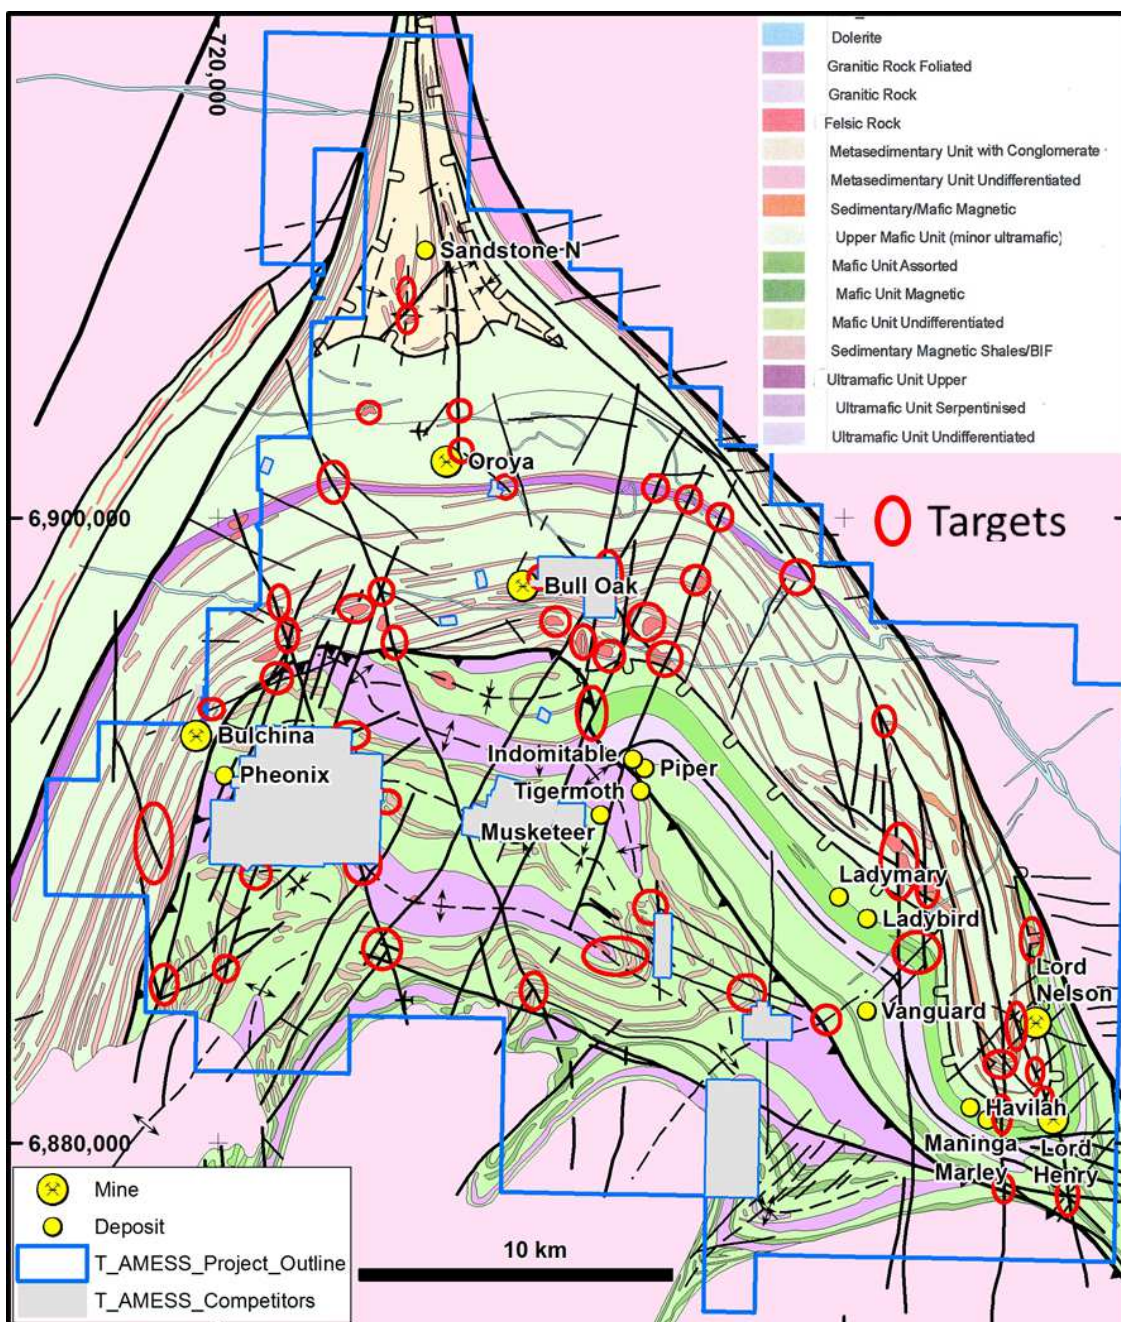 720,000
Dolerite
Granitic Rock Foliated
Granitic Rock
Felsic Rock
Metasedimentary Unit with Conglomerate
Metasedimentary Unit Undifferentiated
Sedimentary/Mafic Magnetic
Upper Mafic Unit (minor ultramafic)
Mafic Unit Assorted
Mafic Unit Magnetic
Mafic Unit Undifferentiated
Sedimentary Magnetic Shales/BIF
Ultramafic Unit Upper
Ultramafic Unit Serpentinised
Ultramafic Unit Undifferentiated
Sandstone N
Oroya
6,900,000
Targets
Bull Oak
Bulchina
Indomitable
Piper
Pheonix
Tigermoth
Musketeer
Ladymary
Ladybird
Lord
Nelson
Vanguard
Havilah
6,880,000
Maninga
Marley
Lord
Henry
Mine
Deposit
T_AMESS_Project_Outline
T_AMESS_Competitors
10 km